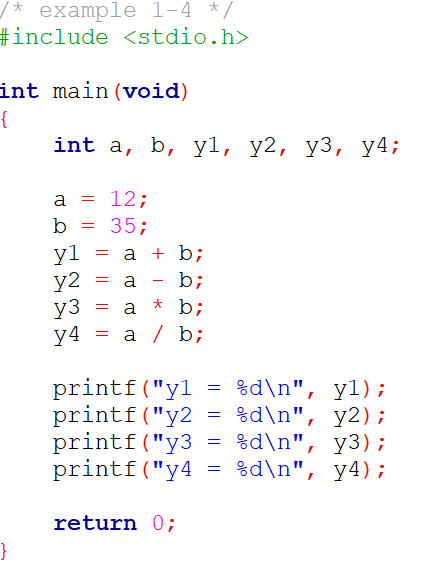 /* example 1-4 */
#include <stdio.h>

int main(void)
{
    int a, b, y1, y2, y3, y4;

    a = 12;
    b = 35;
    y1 = a + b;
    y2 = a - b;
    y3 = a * b;
    y4 = a / b;

    printf("y1 = %d\n", y1);
    printf("y2 = %d\n", y2);
    printf("y3 = %d\n", y3);
    printf("y4 = %d\n", y4);

    return 0;
}